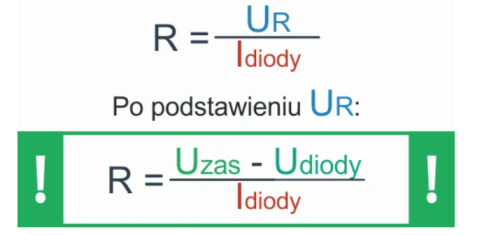 R = UR / Idiody
Po podstawieniu UR:
! R = Uzas - Udiody / Idiody !